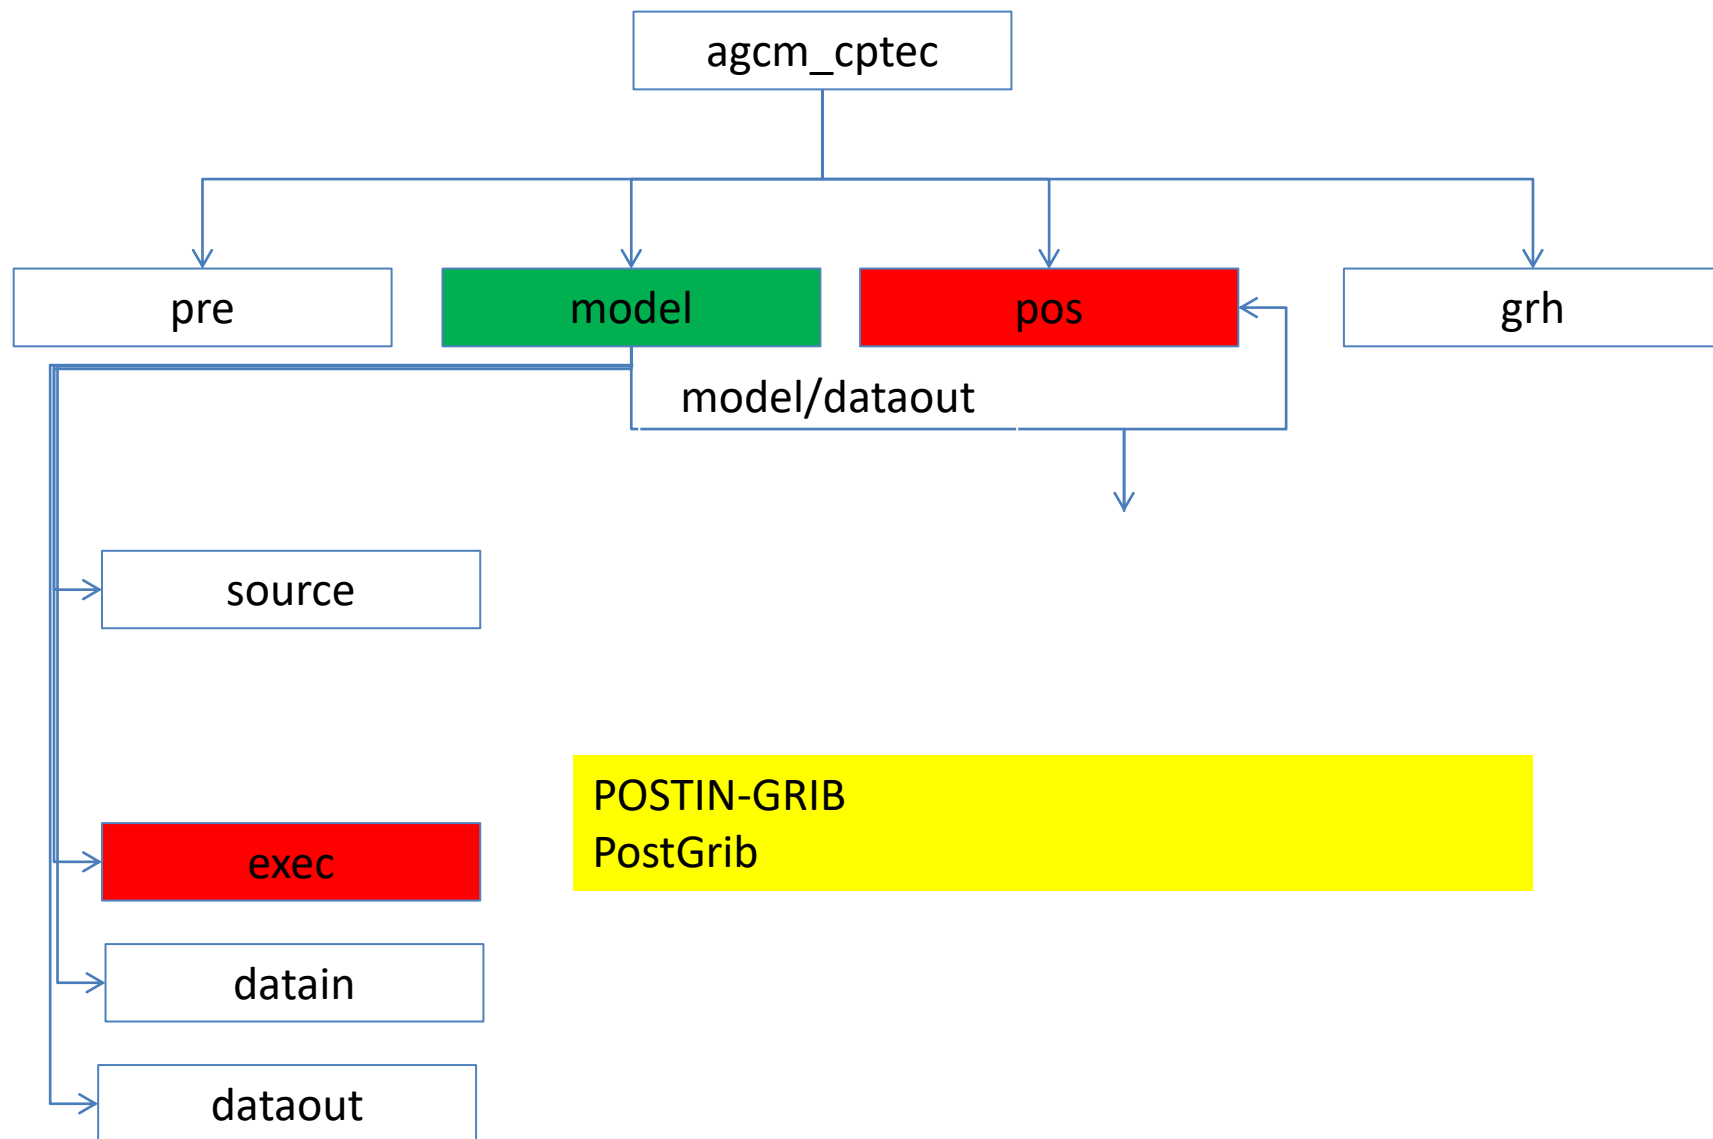 agcm_cptec
pre
model
pos
grh
model/dataout
source
POSTIN-GRIB
PostGrib
exec
datain
dataout